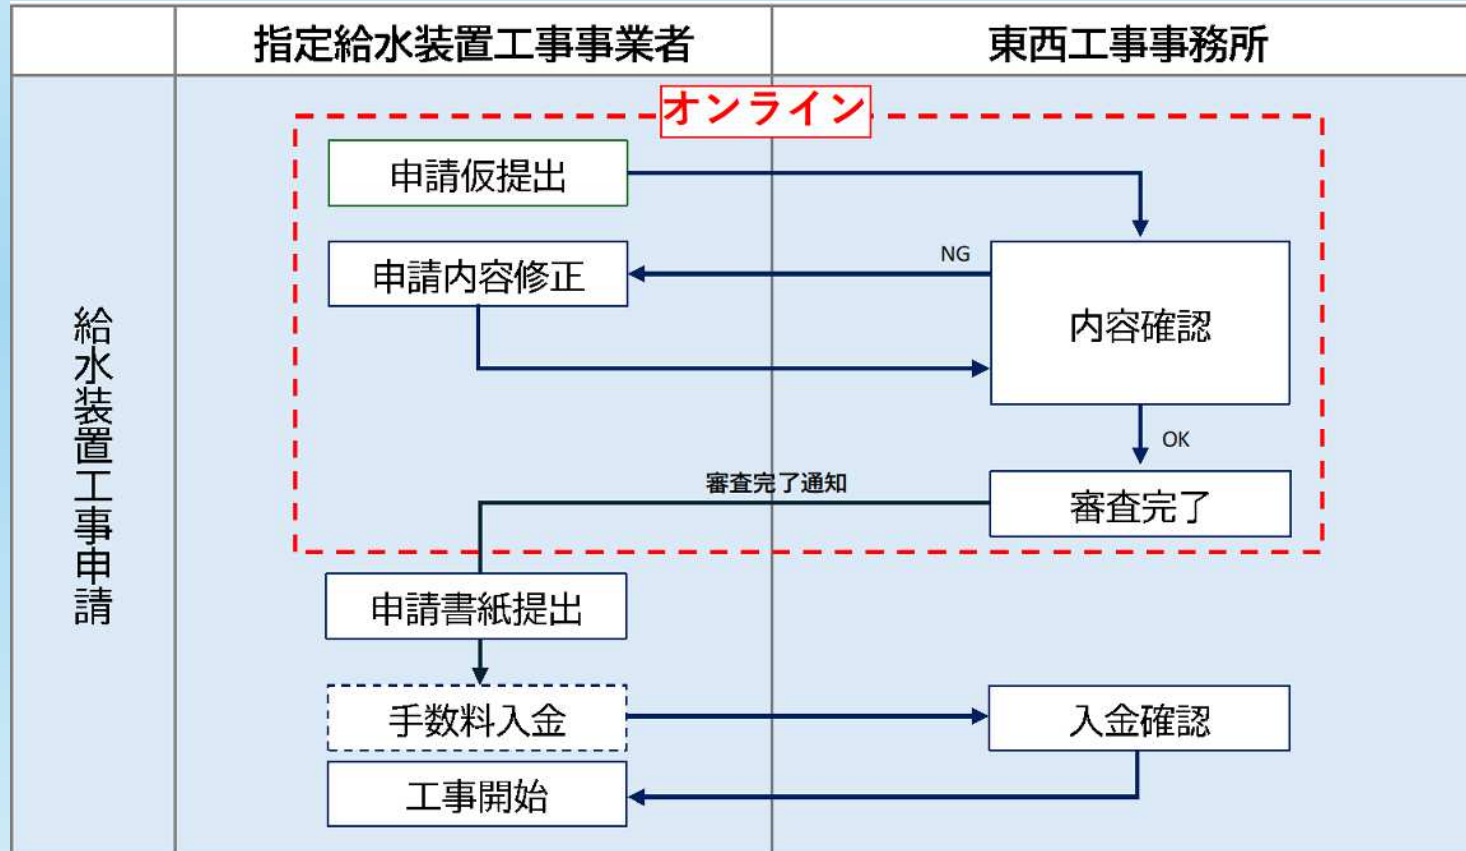 指定給水装置工事事業者
東西工事事務所
給水装置工事申請
オンライン
申請仮提出
申請内容修正
NG
内容確認
OK
審査完了通知
審査完了
申請書紙提出
手数料入金
入金確認
工事開始